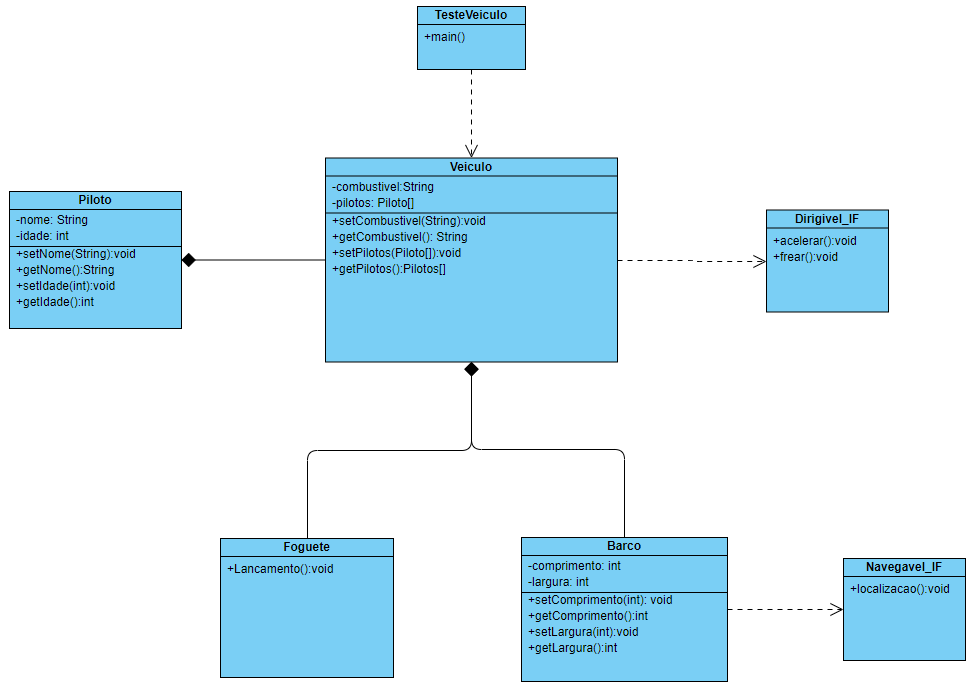 TesteVeiculo
+main()
Veiculo
-combustivel:String
-pilotos: Piloto[]
+setCombustivel(String):void
+getCombustivel(): String
+setPilotos(Piloto[]):void
+getPilotos():Pilotos[]
Piloto
-nome: String
-idade: int
+setNome(String):void
+getNome():String
+setIdade(int):void
+getIdade():int
Dirigivel_IF
+acelerar():void
+frear():void
Foguete
+Lancamento():void
Barco
-comprimento: int
-largura: int
+setComprimento(int): void
+getComprimento():int
+setLargura(int):void
+getLargura():int
Navegavel_IF
+localizacao():void